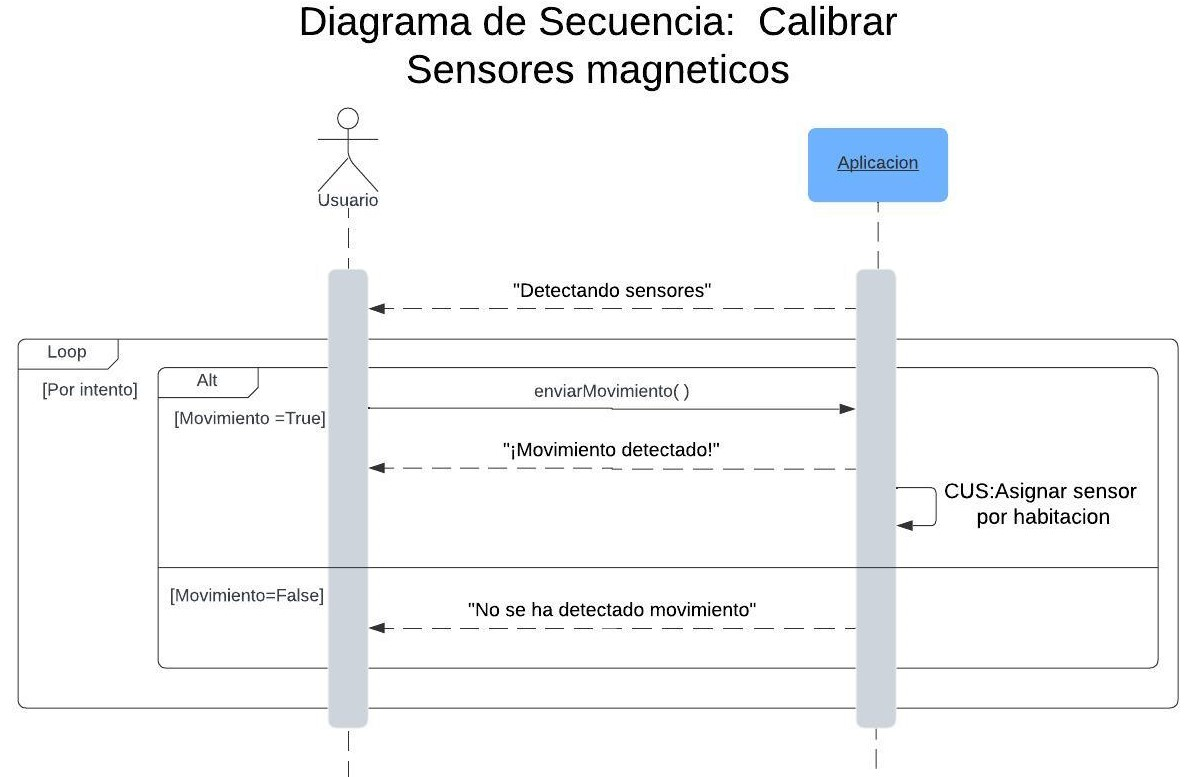 Diagrama de Secuencia:  Calibrar
Sensores magneticos
Usuario
Aplicacion
"Detectando sensores"
Loop
[Por intento]
Alt
[Movimiento =True]
enviarMovimiento( )
"¡Movimiento detectado!"
CUS:Asignar sensor
por habitacion
[Movimiento=False]
"No se ha detectado movimiento"